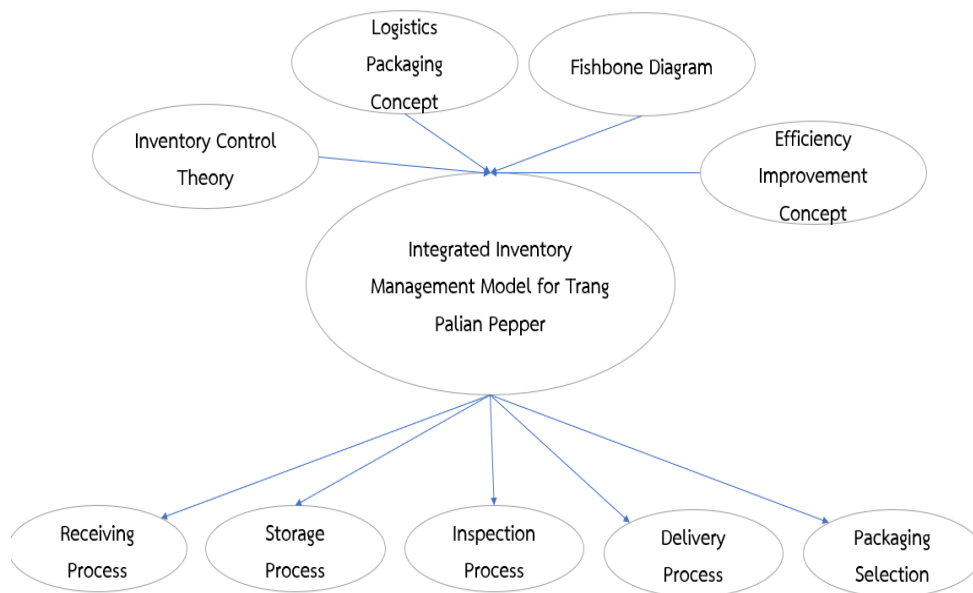 Logistics
Packaging
Concept
Fishbone Diagram
Inventory Control
Theory
Efficiency
Improvement
Concept
Integrated Inventory
Management Model for Trang
Palian Pepper
Receiving
Process
Storage
Process
Inspection
Process
Delivery
Process
Packaging
Selection